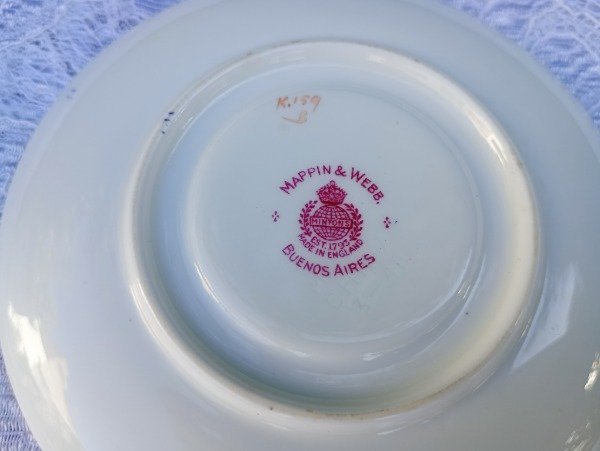 K.159
B
MAPPIN & WEBB.
MINTONS
EST. 1793
MADE IN ENGLAND
BUENOS AIRES